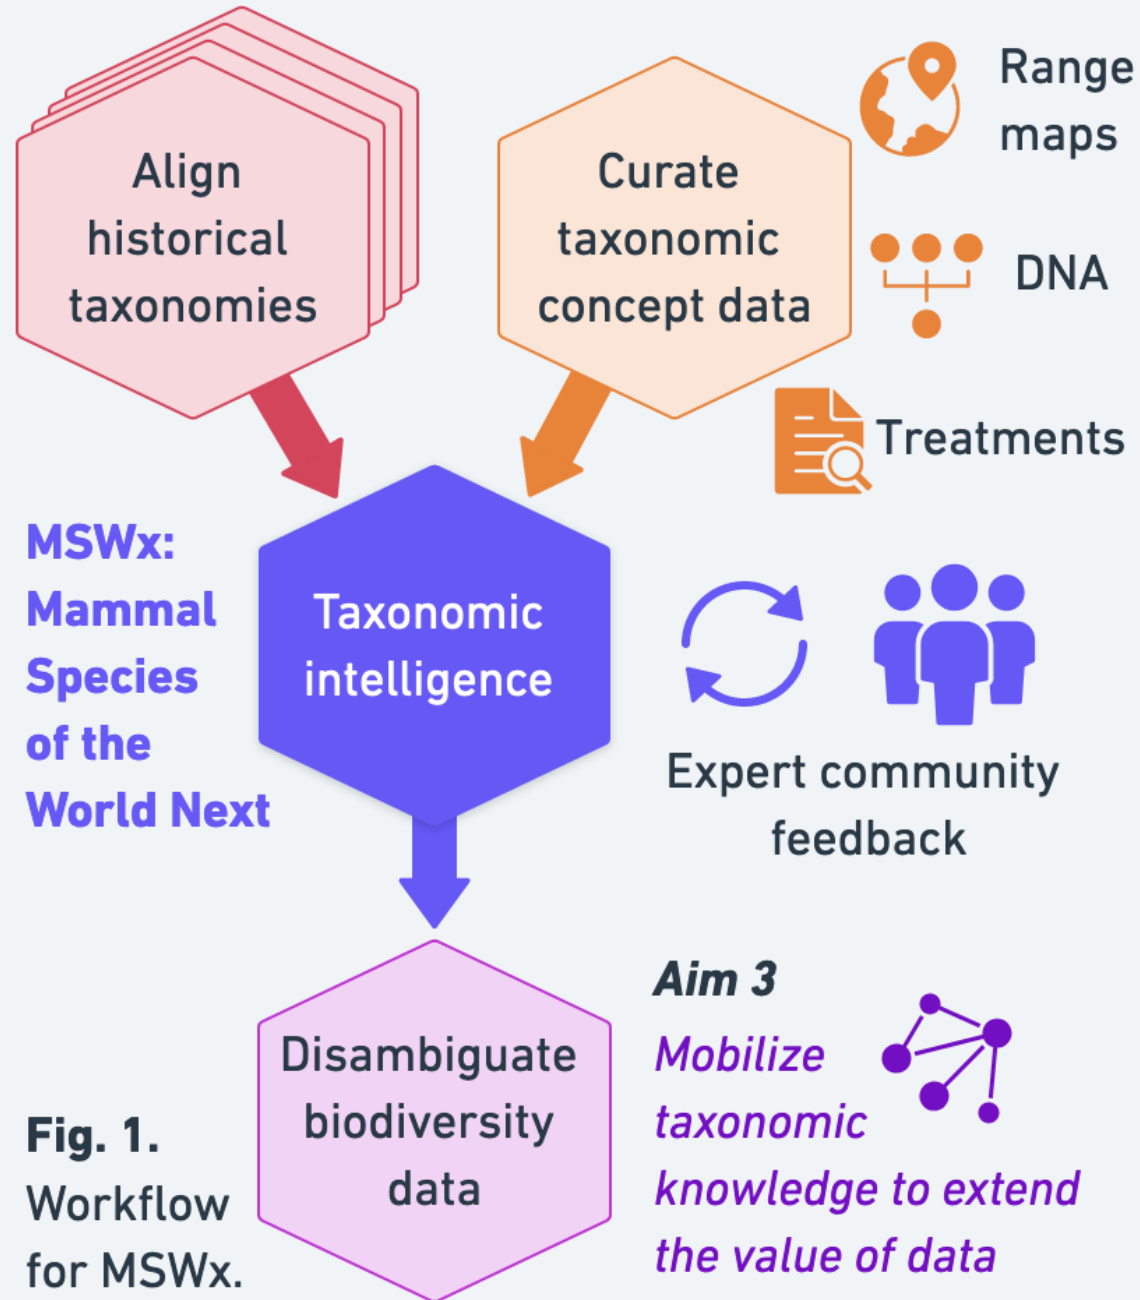 Align
historical
taxonomies
Curate
taxonomic
concept data
Range
maps
DNA
Treatments
MSWx:
Mammal
Species
of the
World Next
Taxonomic
intelligence
Expert community
feedback
Disambiguate
biodiversity
data
Aim 3
Mobilize
taxonomic
knowledge to extend
the value of data
Fig. 1.
Workflow
for MSWx.